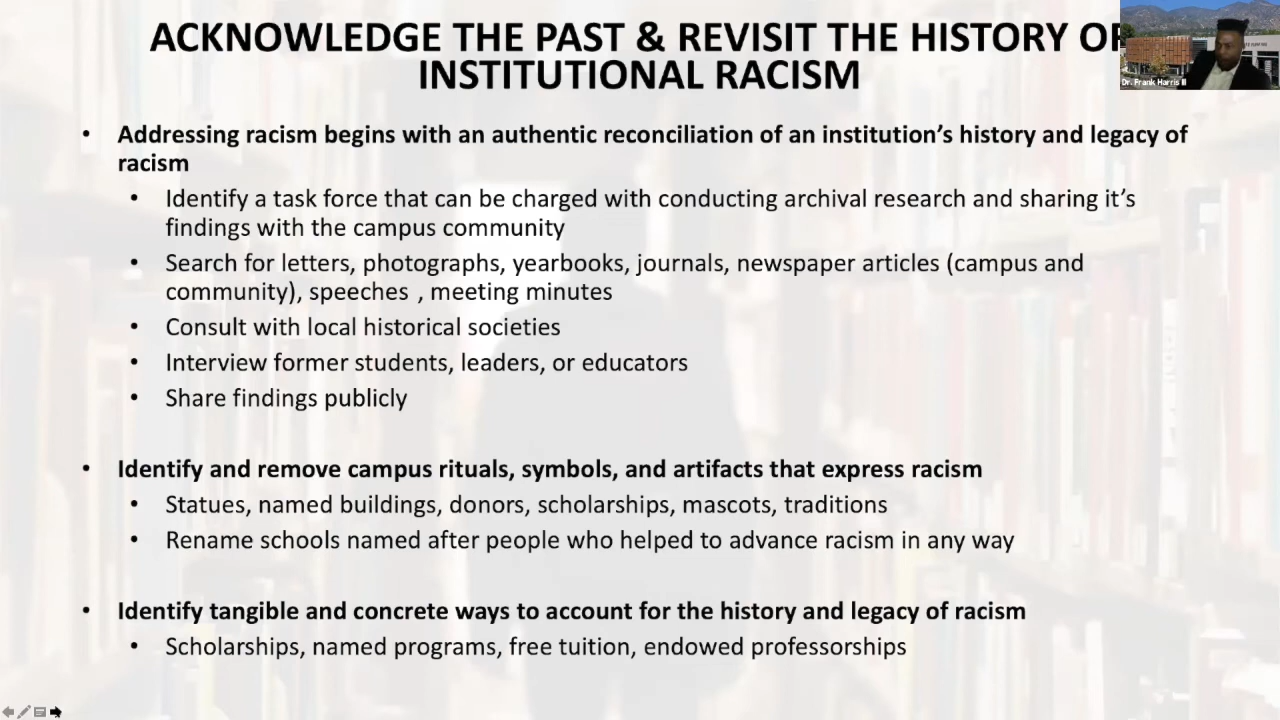 ACKNOWLEDGE THE PAST & REVISIT THE HISTORY OF
INSTITUTIONAL RACISM
Dr. Frank Harris III
• Addressing racism begins with an authentic reconciliation of an institution’s history and legacy of
racism
• Identify a task force that can be charged with conducting archival research and sharing it’s
findings with the campus community
• Search for letters, photographs, yearbooks, journals, newspaper articles (campus and
community), speeches , meeting minutes
• Consult with local historical societies
• Interview former students, leaders, or educators
• Share findings publicly
• Identify and remove campus rituals, symbols, and artifacts that express racism
• Statues, named buildings, donors, scholarships, mascots, traditions
• Rename schools named after people who helped to advance racism in any way
• Identify tangible and concrete ways to account for the history and legacy of racism
• Scholarships, named programs, free tuition, endowed professorships